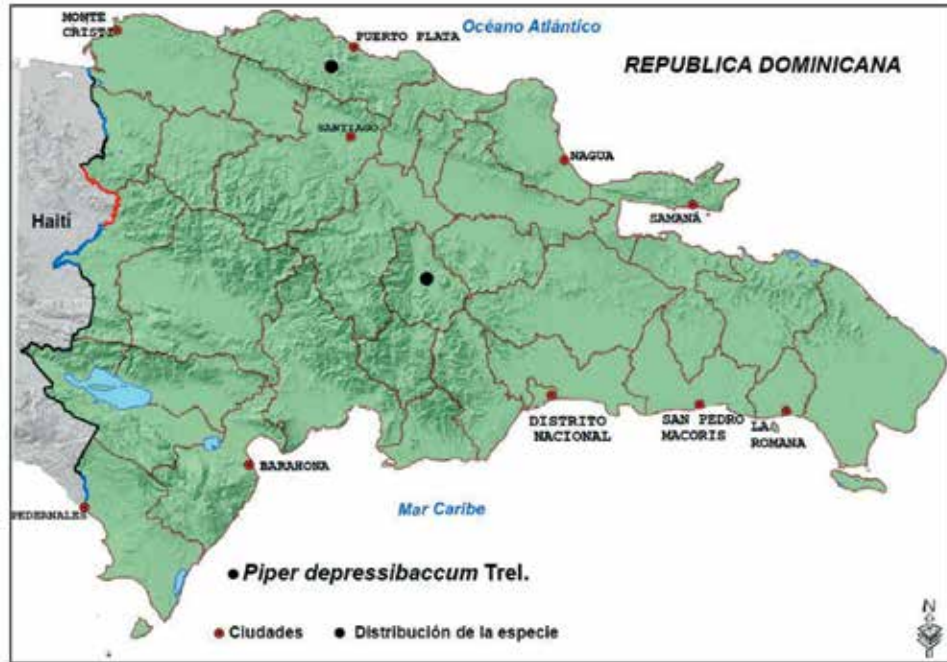 MONTE
CRISTI
PUERTO PLATA
Océano Atlántico
REPUBLICA DOMINICANA
SANTIAGO
NAGUA
SAMANÁ
Haití
DISTRITO
NACIONAL
SAN PEDRO
MACORIS
LA
ROMANA
BARAHONA
PEDERNALES
Mar Caribe
Piper depressibaccum Trel.
Ciudades
Distribución de la especie
N